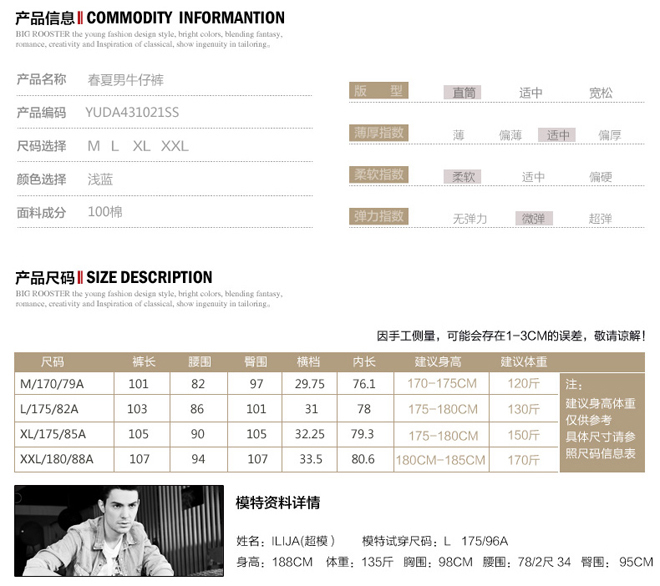 产品信息 COMMODITY INFORMANTION
BIG ROOSTER the young fashion design style, bright colors, blending fantasy,
romance, creativity and Inspiration of classical, show ingenuity in tailoring。
产品名称 春夏男牛仔裤
产品编码 YUDA431021SS
尺码选择 M L XL XXL
颜色选择 浅蓝
面料成分 100棉
版 型 直筒 适中 宽松
薄厚指数 薄 偏薄 适中 偏厚
柔软指数 柔软 适中 偏硬
弹力指数 无弹力 微弹 超弹
产品尺码 SIZE DESCRIPTION
BIG ROOSTER the young fashion design style, bright colors, blending fantasy,
romance, creativity and Inspiration of classical, show ingenuity in tailoring。
因手工侧量，可能会存在1-3CM的误差，敬请谅解!
尺码 裤长 腰围 臀围 横档 内长 建议身高 建议体重
M/170/79A 101 82 97 29.75 76.1 170-175CM 120斤
L/175/82A 103 86 101 31 78 175-180CM 130斤
XL/175/85A 105 90 105 32.25 79.3 175-180CM 150斤
XXL/180/88A 107 94 107 33.5 80.6 180CM-185CM 170斤
注:
建议身高体重
仅供参考
具体尺寸请参
照尺码信息表
模特资料详情
姓名: ILIJA(超模) 模特试穿尺码: L 175/96A
身高: 188CM 体重: 135斤 胸围: 98CM 腰围: 78/2尺 34 臀围: 95CM